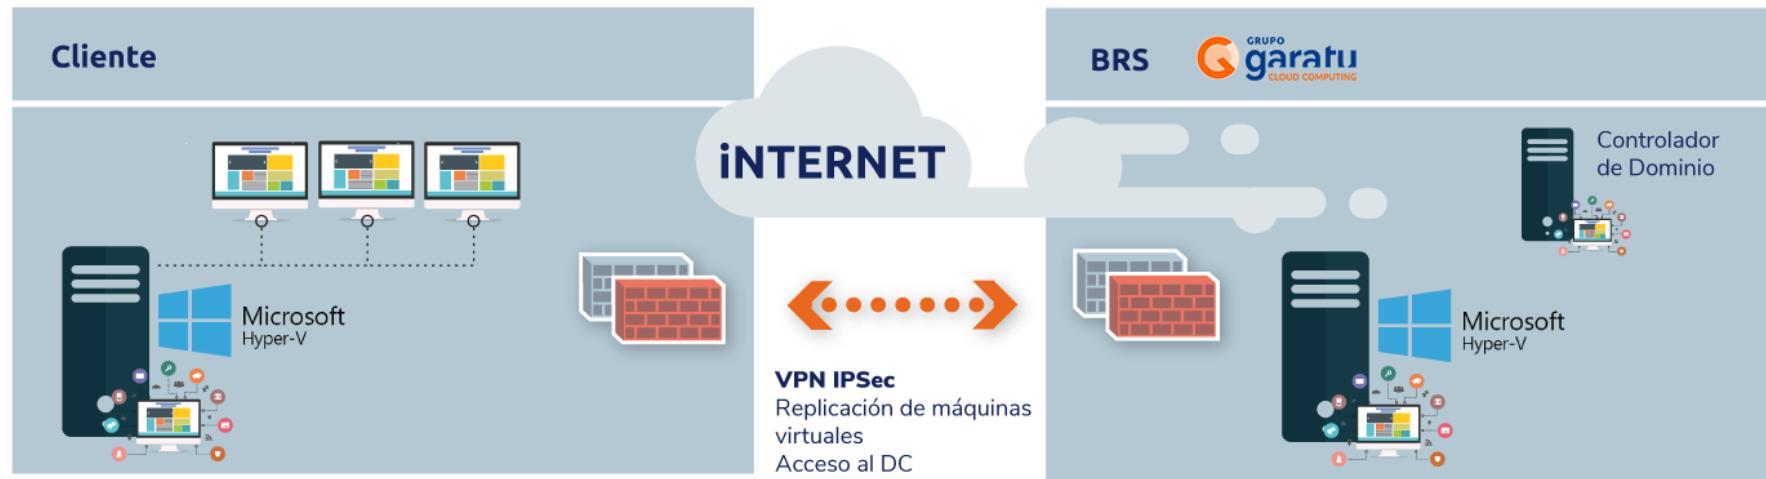 Cliente
BRS
GRUPO
garatu
CLOUD COMPUTING
iNTERNET
Controlador
de Dominio
Microsoft
Hyper-V
Microsoft
Hyper-V
VPN IPSec
Replicación de máquinas
virtuales
Acceso al DC